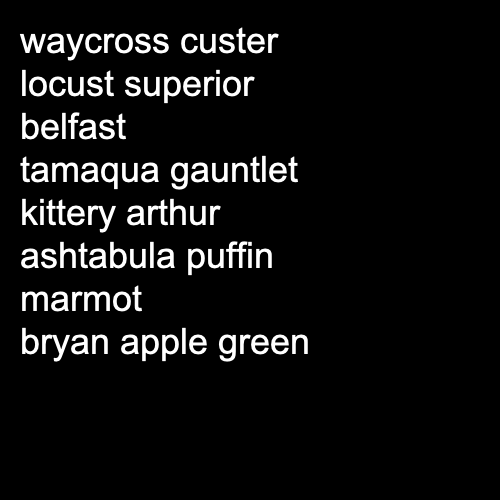 waycross custer
locust superior
belfast
tamaqua gauntlet
kittery arthur
ashtabula puffin
marmot
bryan apple green